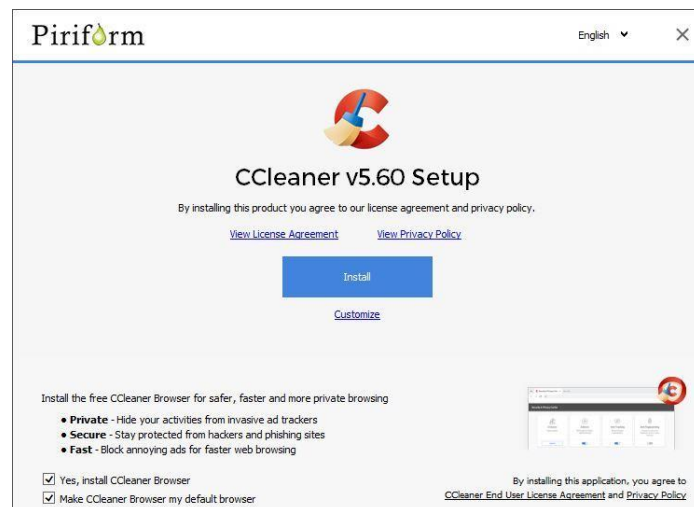 Piriform
English
CCleaner v5.60 Setup
By installing this product you agree to our license agreement and privacy policy.
View License Agreement View Privacy Policy
Install
Customize
Install the free CCleaner Browser for safer, faster and more private browsing
• Private - Hide your activities from invasive ad trackers
• Secure - Stay protected from hackers and phishing sites
• Fast - Block annoying ads for faster web browsing
Yes, install CCleaner Browser
Make CCleaner Browser my default browser
By installing this application, you agree to
CCleaner End User License Agreement and Privacy Policy